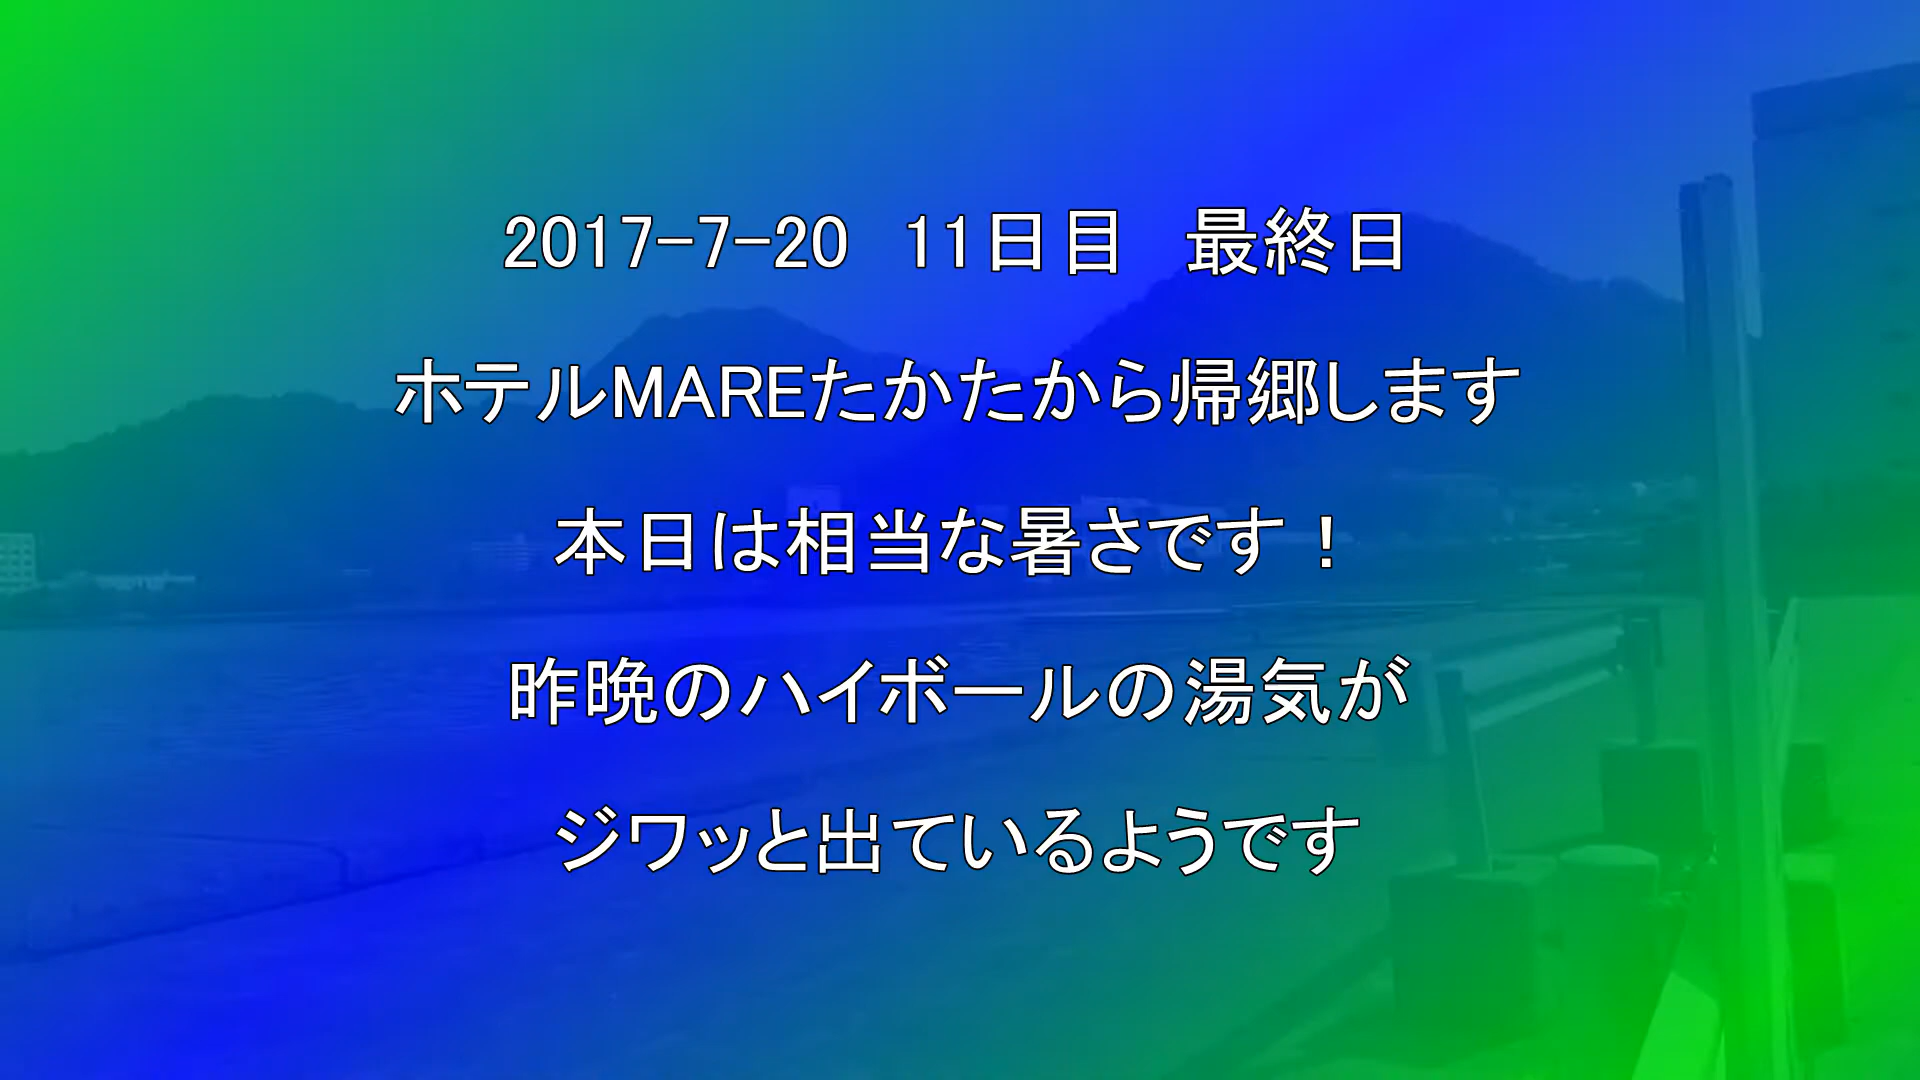 2017-7-20　11日目　最終日
ホテルMAREたかたから帰郷します
本日は相当な暑さです！
昨晩のハイボールの湯気が
ジワッと出ているようです